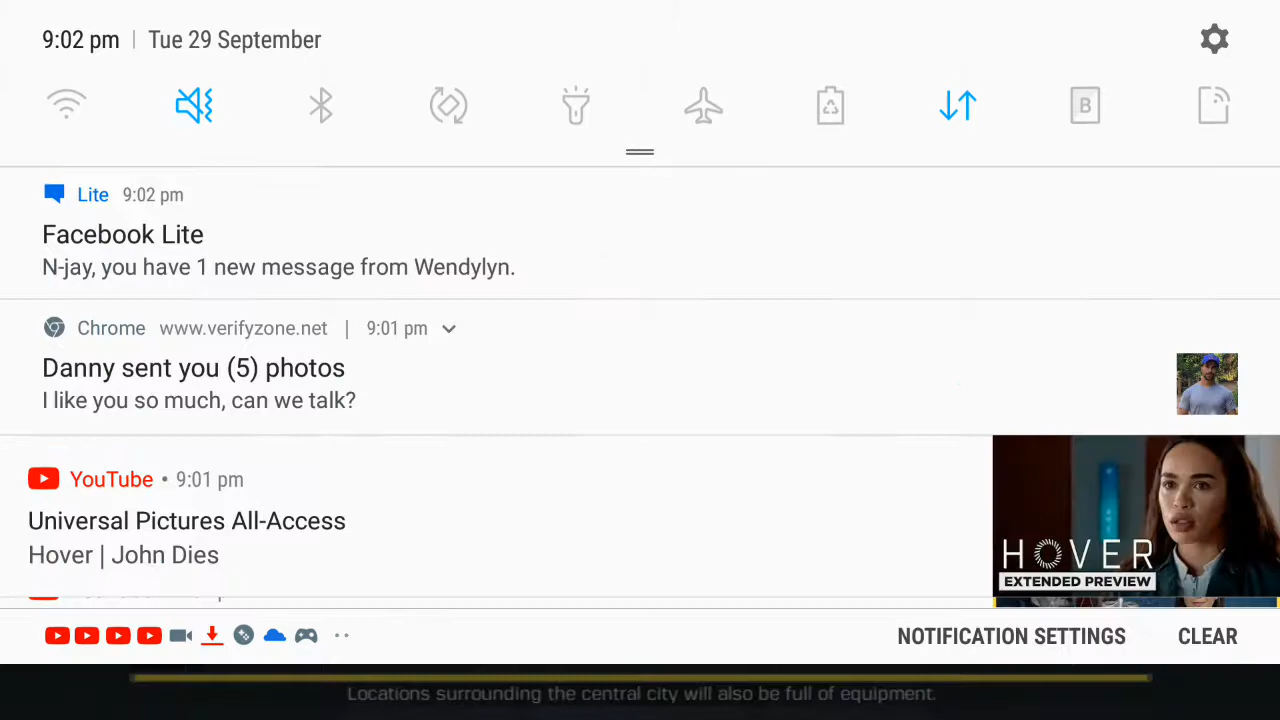 9:02 pm | Tue 29 September
B
Lite 9:02 pm
Facebook Lite
N-jay, you have 1 new message from Wendylyn.
Chrome www.verifyzone.net | 9:01 pm
Danny sent you (5) photos
I like you so much, can we talk?
YouTube • 9:01 pm
Universal Pictures All-Access
Hover | John Dies
HOVER
EXTENDED PREVIEW
NOTIFICATION SETTINGS CLEAR
Locations surrounding the central city will also be full of equipment.